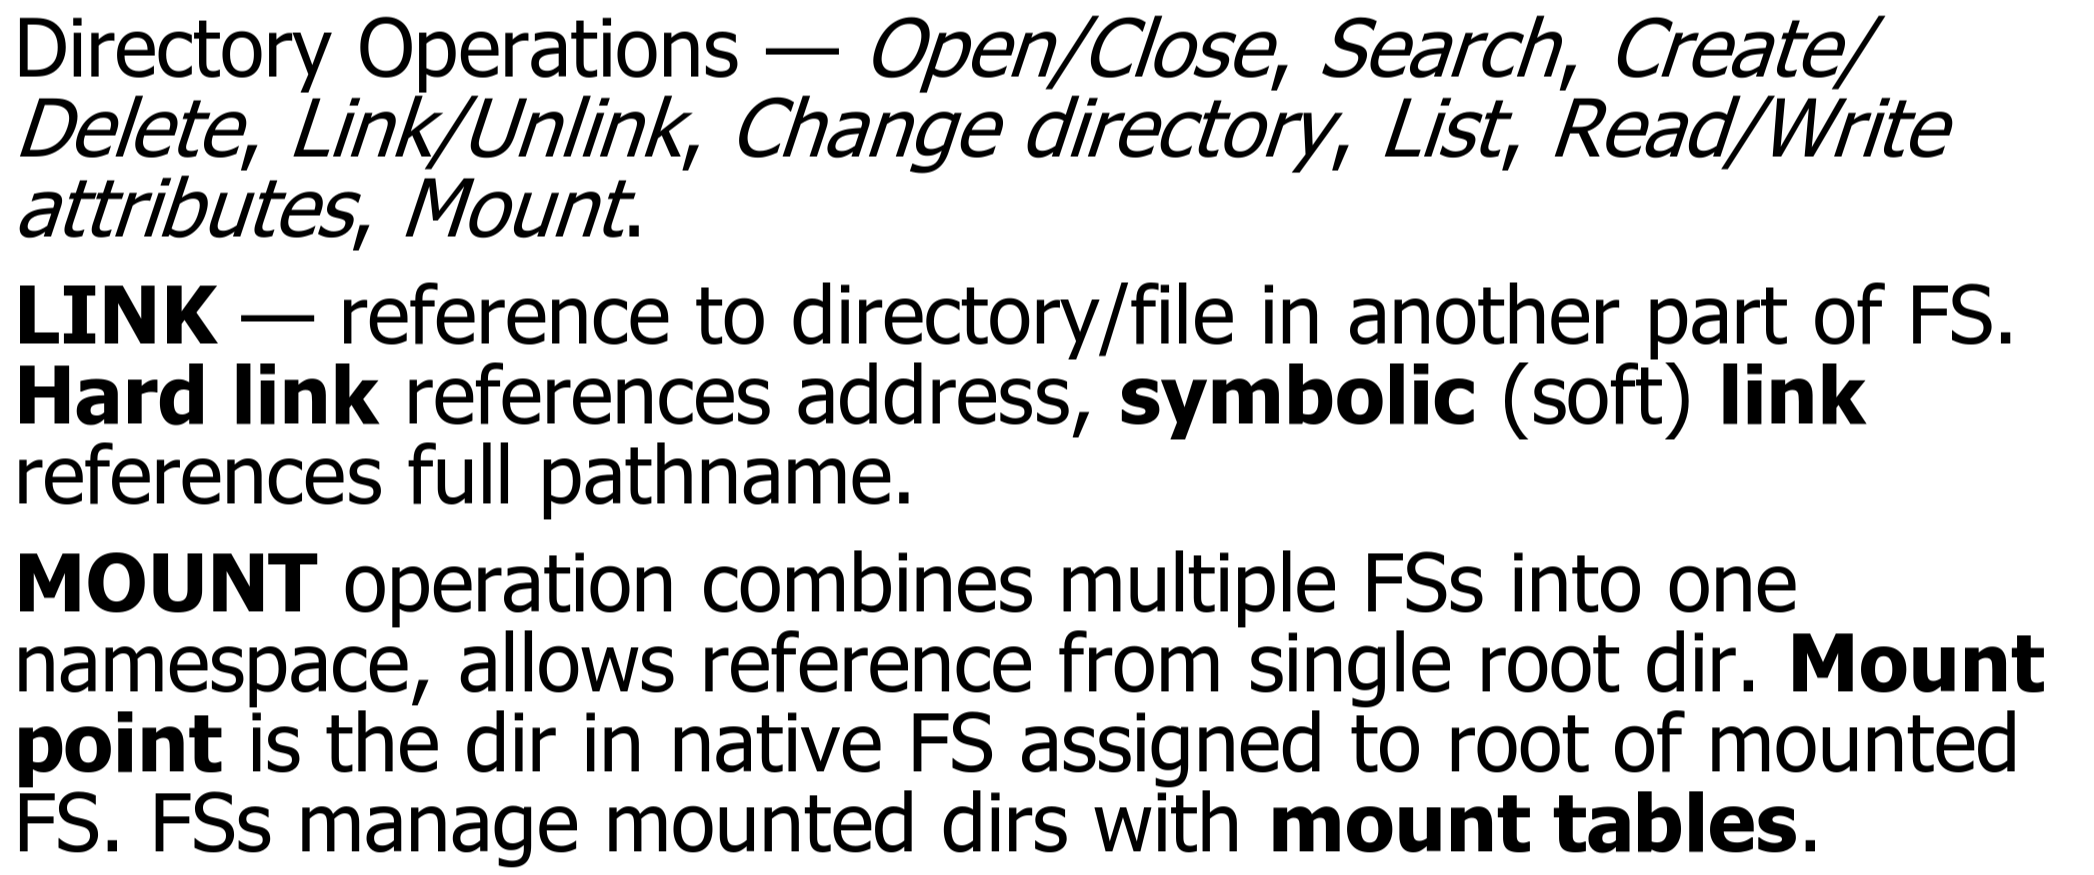 Directory Operations — Open/Close, Search, Create/
Delete, Link/Unlink, Change directory, List, Read/Write
attributes, Mount.
LINK — reference to directory/file in another part of FS.
Hard link references address, symbolic (soft) link
references full pathname.
MOUNT operation combines multiple FSs into one
namespace, allows reference from single root dir. Mount
point is the dir in native FS assigned to root of mounted
FS. FSs manage mounted dirs with mount tables.